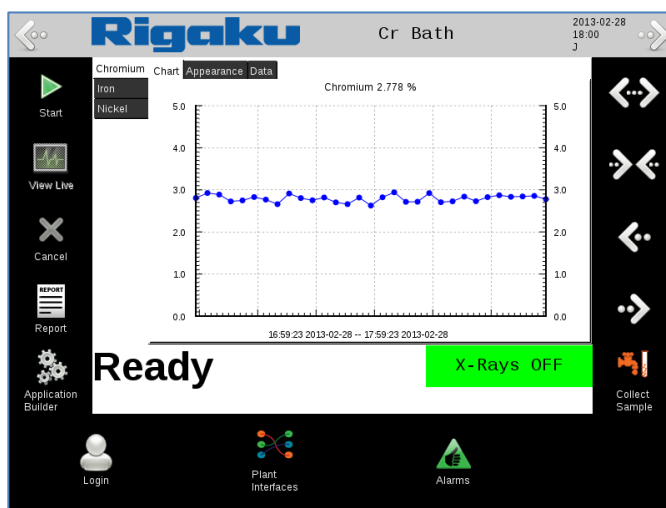 Rigaku
Cr Bath
2013-02-28
18:00
J
Chromium
Chart
Appearance
Data
Iron
Nickel
Chromium 2.778 %
5.0
4.0
3.0
2.0
1.0
0.0
5.0
4.0
3.0
2.0
1.0
0.0
16:59:23 2013-02-28 -- 17:59:23 2013-02-28
Start
View Live
Cancel
REPORT
Report
Application
Builder
Ready
X-Rays OFF
Collect
Sample
Login
Plant
Interfaces
Alarms